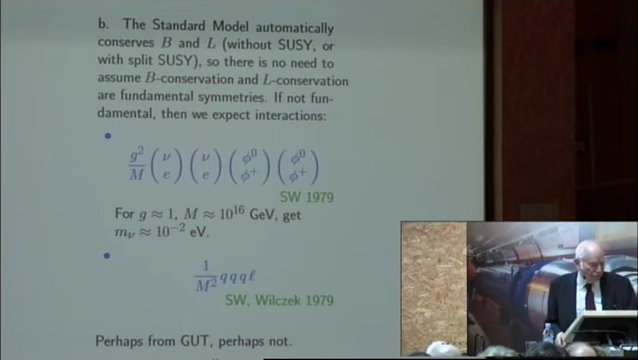 b. The Standard Model automatically
conserves B and L (without SUSY, or
with split SUSY), so there is no need to
assume B-conservation and L-conservation
are fundamental symmetries. If not fun-
damental, then we expect interactions:
• g²/M (ν e) (ν e) (ϕ⁰ ϕ⁺) (ϕ⁰ ϕ⁺)
SW 1979
For g ≈ 1, M ≈ 10¹⁶ GeV, get
mν ≈ 10⁻² eV.
• 1/M² q q q ℓ
SW, Wilczek 1979
Perhaps from GUT, perhaps not.